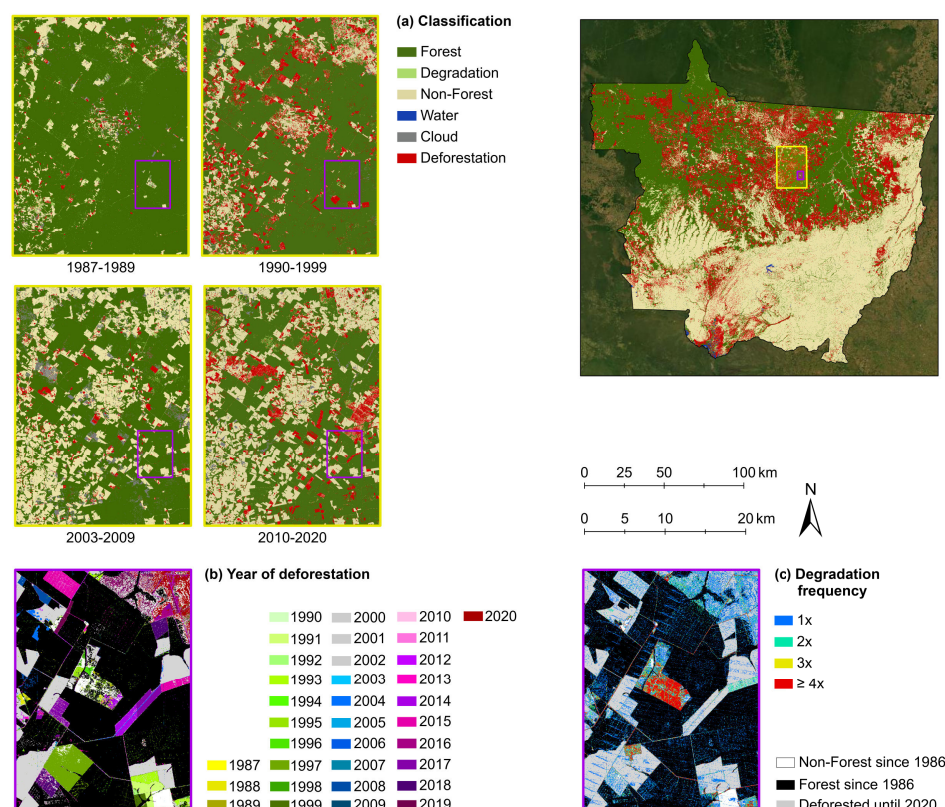 (a) Classification
Forest
Degradation
Non-Forest
Water
Cloud
Deforestation
1987-1989
1990-1999
2003-2009
2010-2020
0 25 50 100 km
0 5 10 20 km
N
(b) Year of deforestation
1990 2000 2010 2020
1991 2001 2011
1992 2002 2012
1993 2003 2013
1994 2004 2014
1995 2005 2015
1996 2006 2016
1987 1997 2007 2017
1988 1998 2008 2018
1989 1999 2009 2019
(c) Degradation
frequency
1x
2x
3x
≥ 4x
Non-Forest since 1986
Forest since 1986
Deforested until 2020